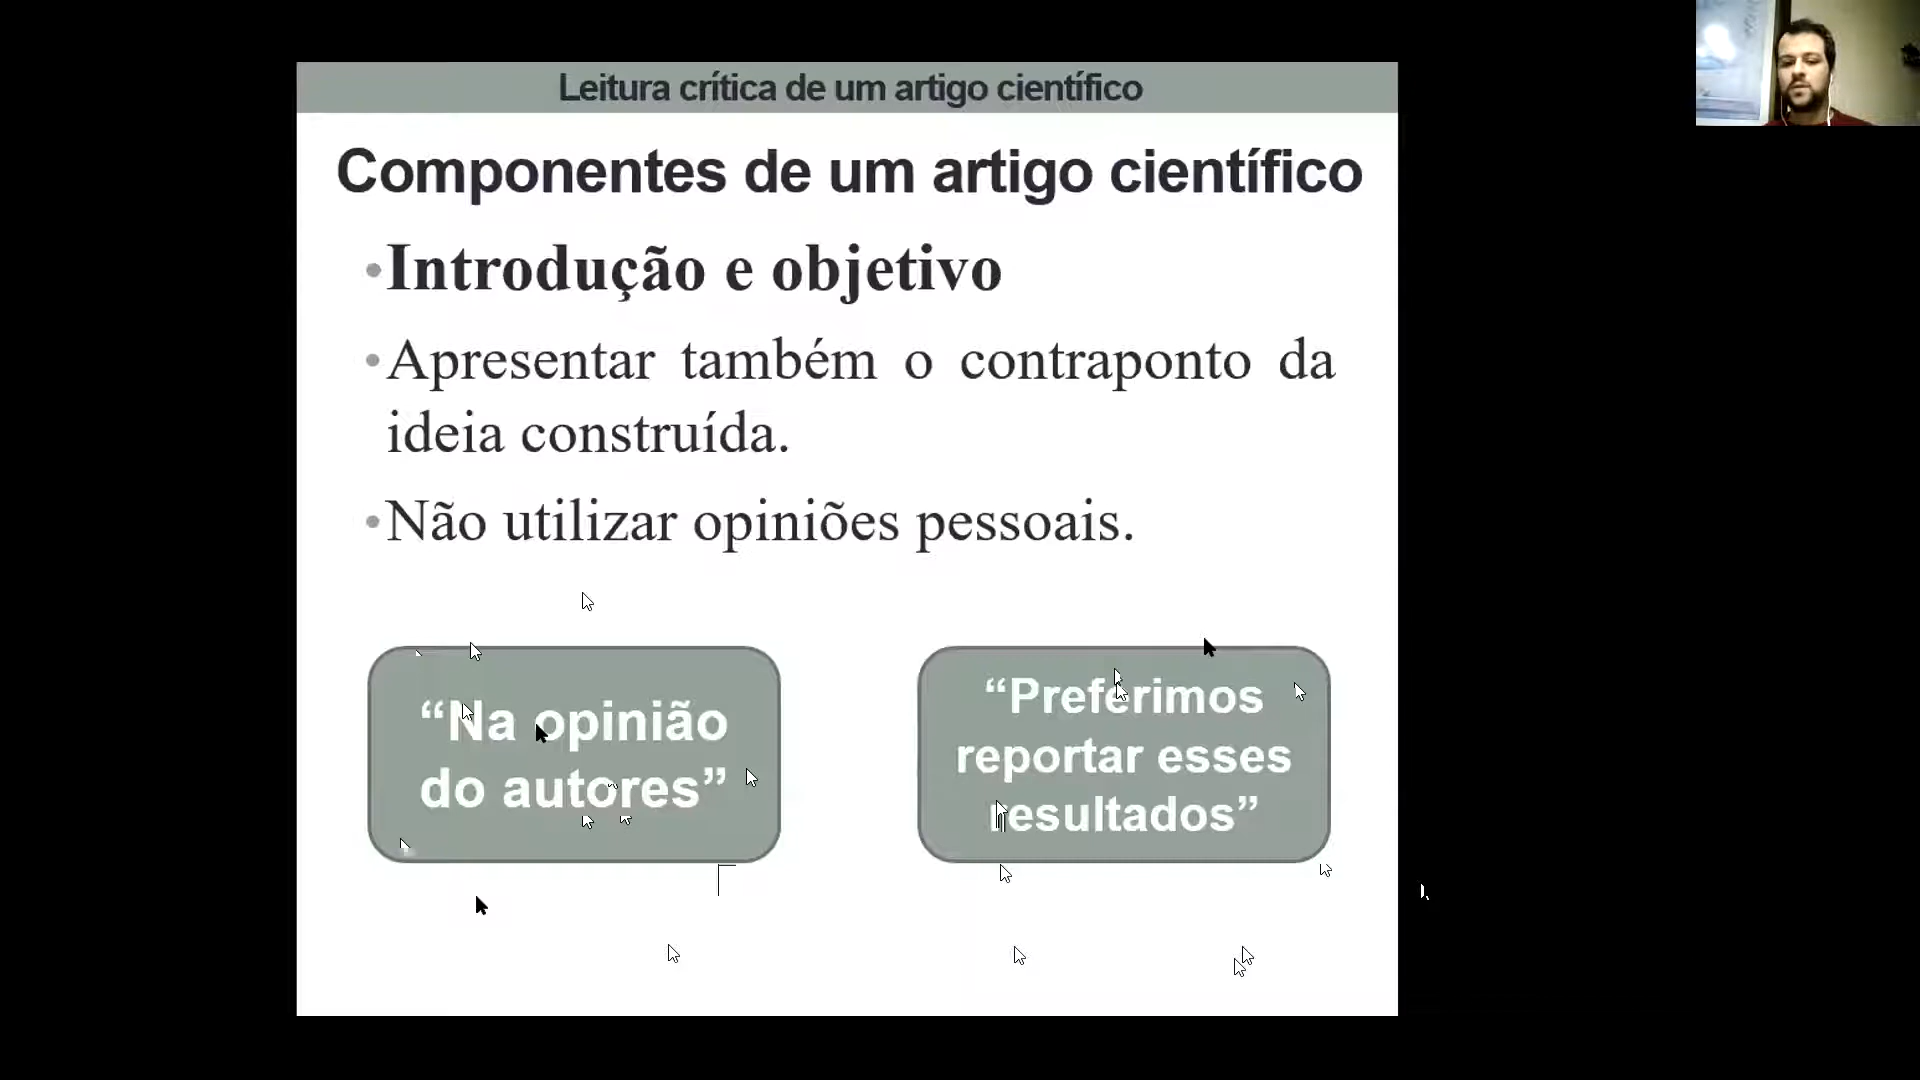 Leitura crítica de um artigo científico
Componentes de um artigo científico
•Introdução e objetivo
•Apresentar também o contraponto da
ideia construída.
•Não utilizar opiniões pessoais.
“Na opinião
do autores”
“Preferimos
reportar esses
resultados”